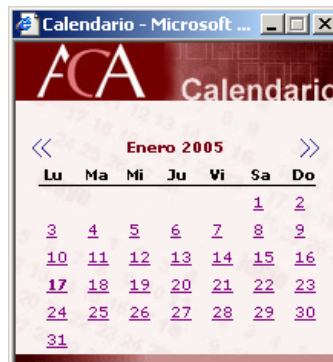 Calendario - Microsoft ...
ACA
Calendario
Enero 2005
Lu Ma Mi Ju Vi Sa Do
1 2
3 4 5 6 7 8 9
10 11 12 13 14 15 16
17 18 19 20 21 22 23
24 25 26 27 28 29 30
31